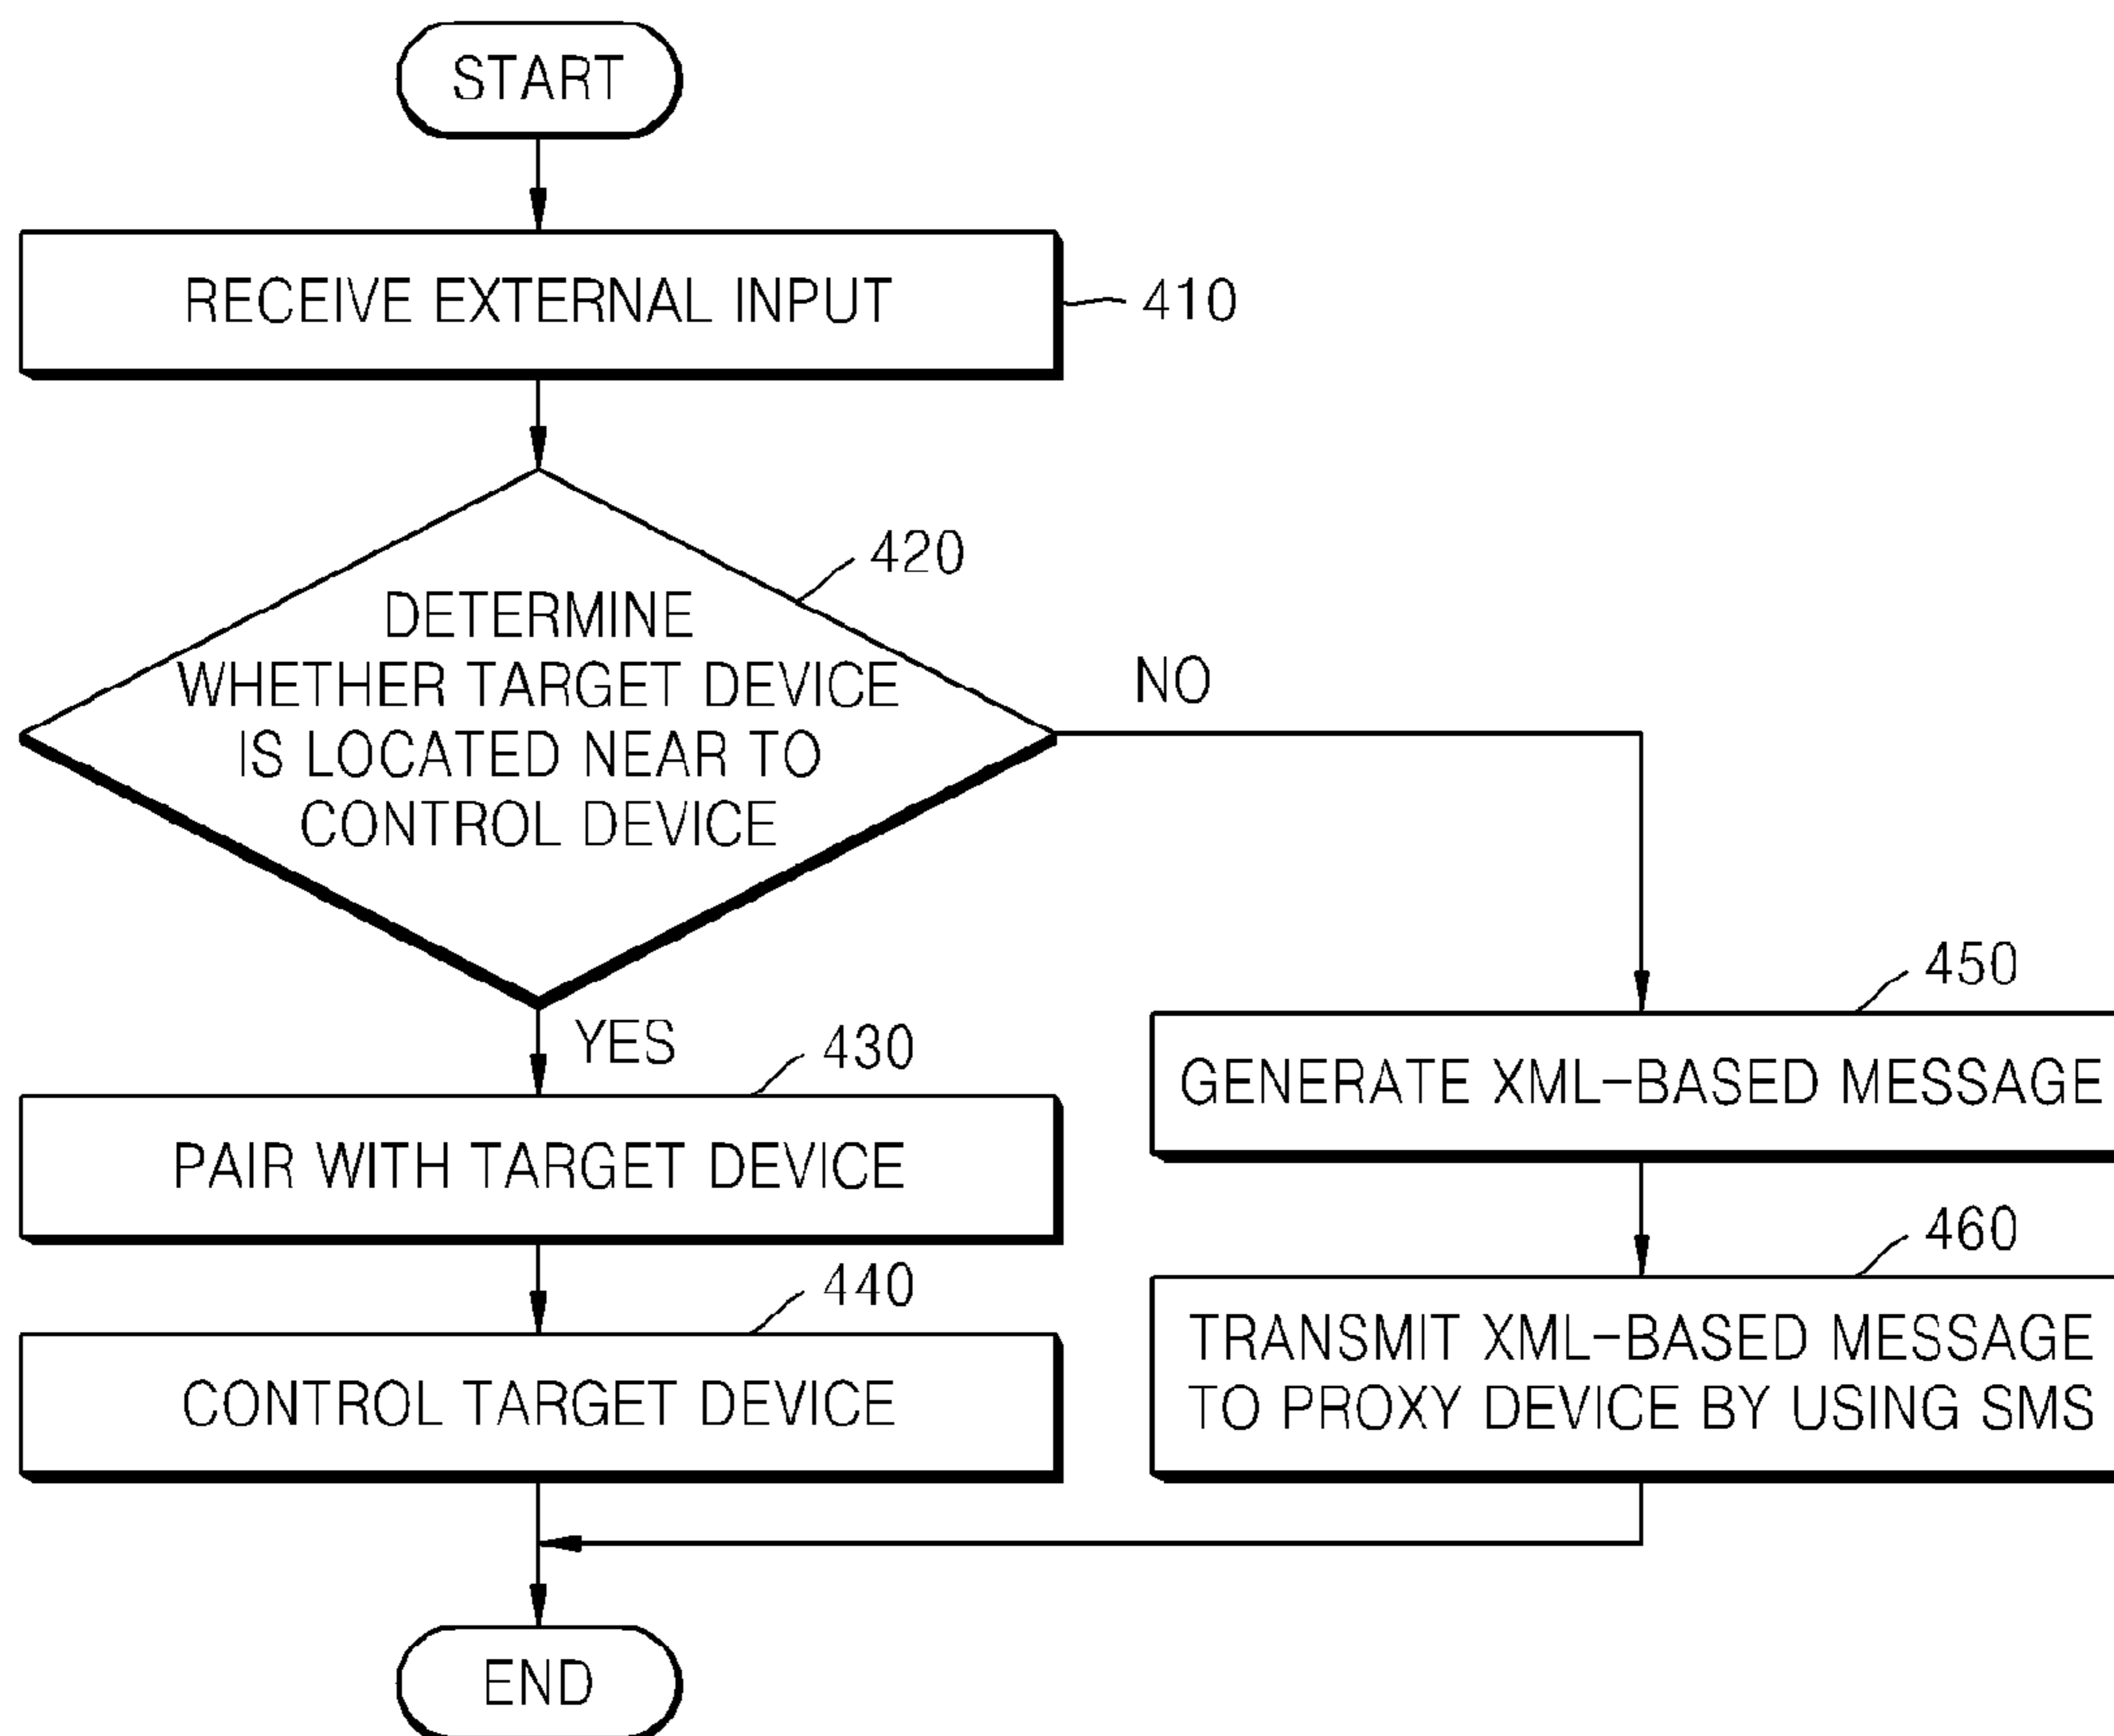 START
RECEIVE EXTERNAL INPUT
410
420
DETERMINE
WHETHER TARGET DEVICE
IS LOCATED NEAR TO
CONTROL DEVICE
NO
YES
430
PAIR WITH TARGET DEVICE
440
CONTROL TARGET DEVICE
450
GENERATE XML-BASED MESSAGE
460
TRANSMIT XML-BASED MESSAGE
TO PROXY DEVICE BY USING SMS
END